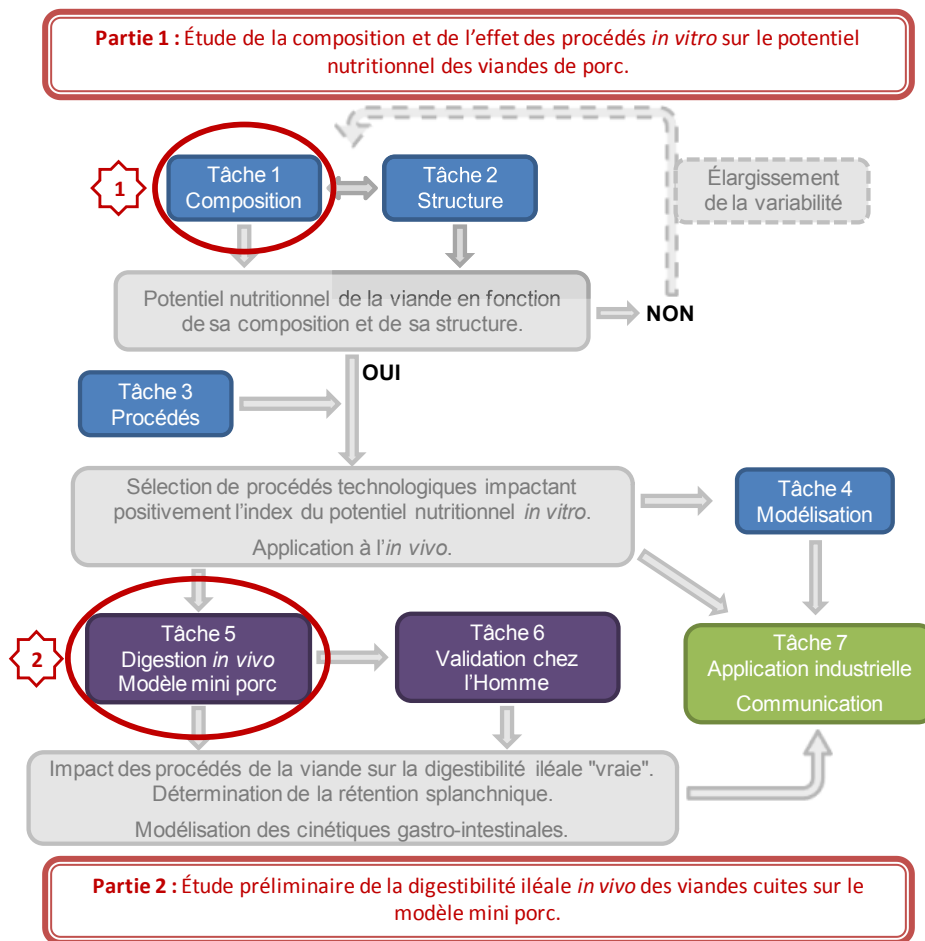 Partie 1 : Étude de la composition et de l'effet des procédés in vitro sur le potentiel
nutritionnel des viandes de porc.
1
Tâche 1
Composition
Tâche 2
Structure
Élargissement
de la variabilité
Potentiel nutritionnel de la viande en fonction
de sa composition et de sa structure.
NON
OUI
Tâche 3
Procédés
Sélection de procédés technologiques impactant
positivement l'index du potentiel nutritionnel in vitro.
Application à l'in vivo.
Tâche 4
Modélisation
2
Tâche 5
Digestion in vivo
Modèle mini porc
Tâche 6
Validation chez
l'Homme
Tâche 7
Application industrielle
Communication
Impact des procédés de la viande sur la digestibilité iléale "vraie".
Détermination de la rétention splanchnique.
Modélisation des cinétiques gastro-intestinales.
Partie 2 : Étude préliminaire de la digestibilité iléale in vivo des viandes cuites sur le
modèle mini porc.